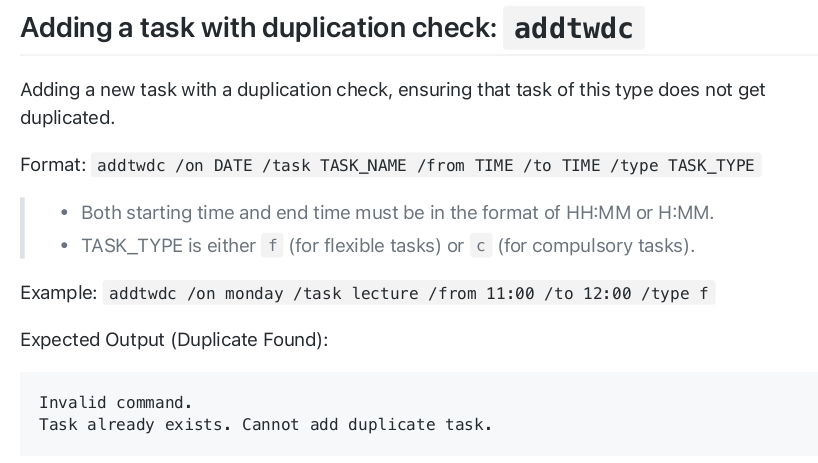 Adding a task with duplication check: addtwdc
Adding a new task with a duplication check, ensuring that task of this type does not get
duplicated.
Format: addtwdc /on DATE /task TASK_NAME /from TIME /to TIME /type TASK_TYPE
• Both starting time and end time must be in the format of HH:MM or H:MM.
• TASK_TYPE is either f (for flexible tasks) or c (for compulsory tasks).
Example: addtwdc /on monday /task lecture /from 11:00 /to 12:00 /type f
Expected Output (Duplicate Found):
Invalid command.
Task already exists. Cannot add duplicate task.